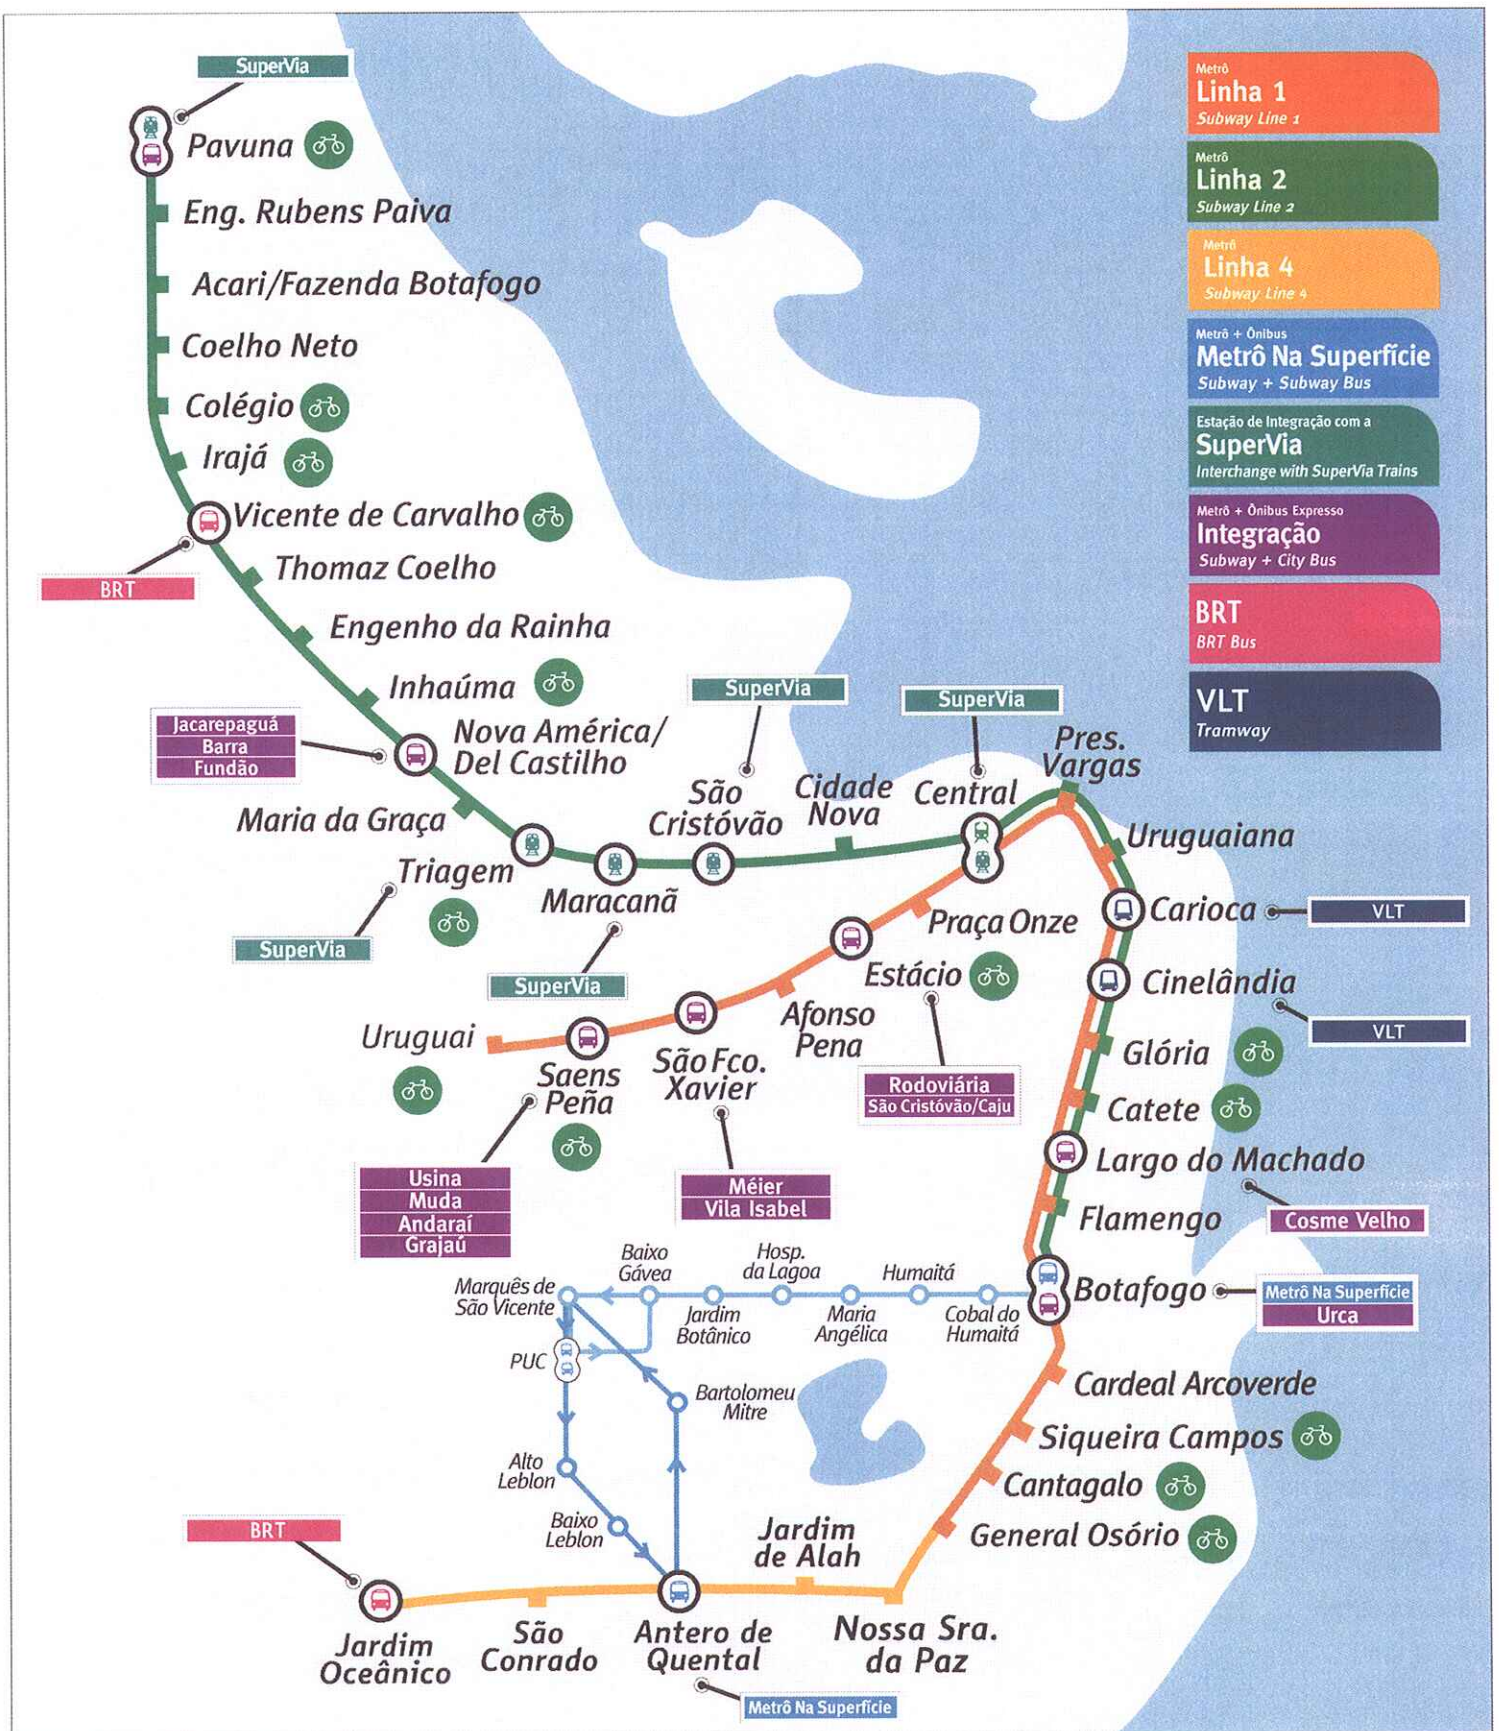 SuperVia
Pavuna
Eng. Rubens Paiva
Acari/Fazenda Botafogo
Coelho Neto
Colégio
Irajá
Vicente de Carvalho
BRT
Thomaz Coelho
Engenho da Rainha
Inhaúma
Jacarepaguá
Barra
Fundão
Nova América/
Del Castilho
Maria da Graça
Triagem
SuperVia
Maracanã
SuperVia
SuperVia
São
Cristóvão
Cidade
Nova
SuperVia
Central
Pres.
Vargas
Uruguaiana
Carioca
VLT
Cinelândia
VLT
Glória
Catete
Largo do Machado
Cosme Velho
Flamengo
Botafogo
Metrô Na Superfície
Urca
Praça Onze
Estácio
Rodoviária
São Cristóvão/Caju
Afonso
Pena
São Fco.
Xavier
Méier
Vila Isabel
Saens
Peña
Usina
Muda
Andaraí
Grajaú
Uruguai
Marquês de
São Vicente
Baixo
Gávea
Jardim
Botânico
Hosp.
da Lagoa
Maria
Angélica
Humaitá
Cobal do
Humaitá
PUC
Bartolomeu
Mitre
Alto
Leblon
Baixo
Leblon
Cardeal Arcoverde
Siqueira Campos
Cantagalo
General Osório
BRT
Jardim
Oceânico
São
Conrado
Antero de
Quental
Metrô Na Superfície
Jardim
de Alah
Nossa Sra.
da Paz
Metrô
Linha 1
Subway Line 1
Metrô
Linha 2
Subway Line 2
Metrô
Linha 4
Subway Line 4
Metrô + Ônibus
Metrô Na Superfície
Subway + Subway Bus
Estação de Integração com a
SuperVia
Interchange with SuperVia Trains
Metrô + Ônibus Expresso
Integração
Subway + City Bus
BRT
BRT Bus
VLT
Tramway